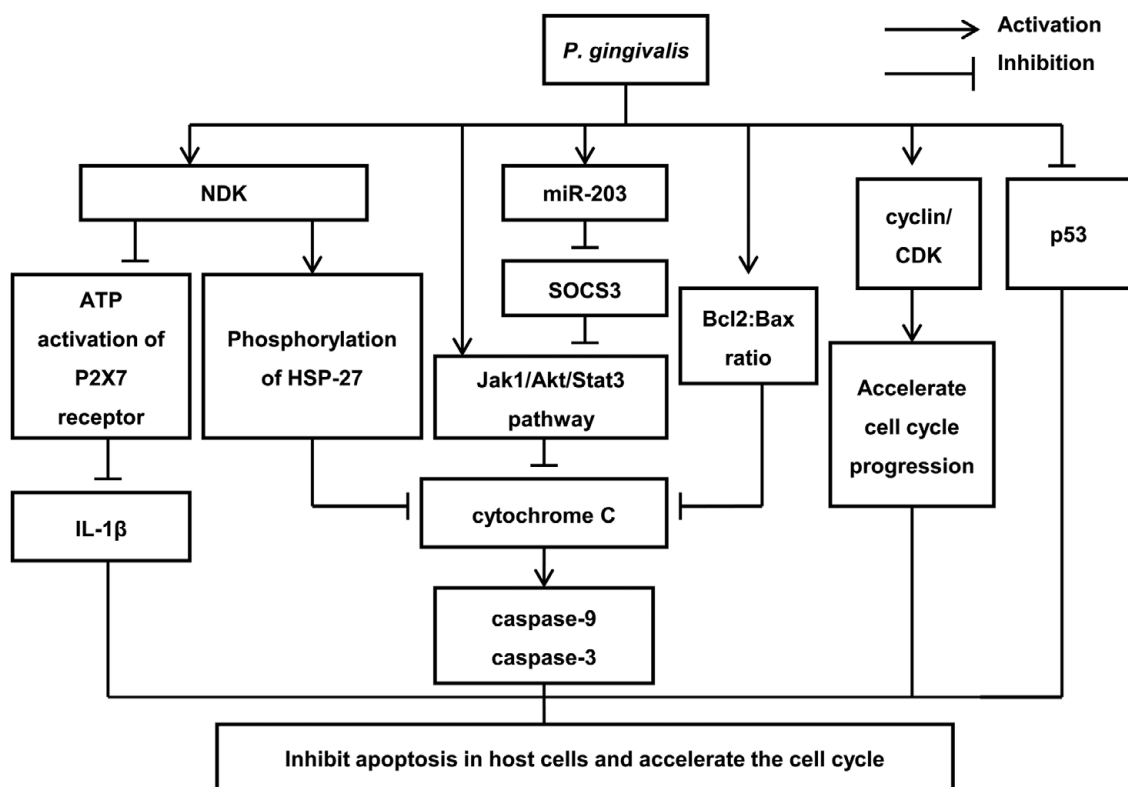 P. gingivalis
Activation
Inhibition
NDK
miR-203
cyclin/
CDK
p53
ATP
activation of
P2X7
receptor
Phosphorylation
of HSP-27
SOCS3
Jak1/Akt/Stat3
pathway
Bcl2:Bax
ratio
Accelerate
cell cycle
progression
IL-1β
cytochrome C
caspase-9
caspase-3
Inhibit apoptosis in host cells and accelerate the cell cycle